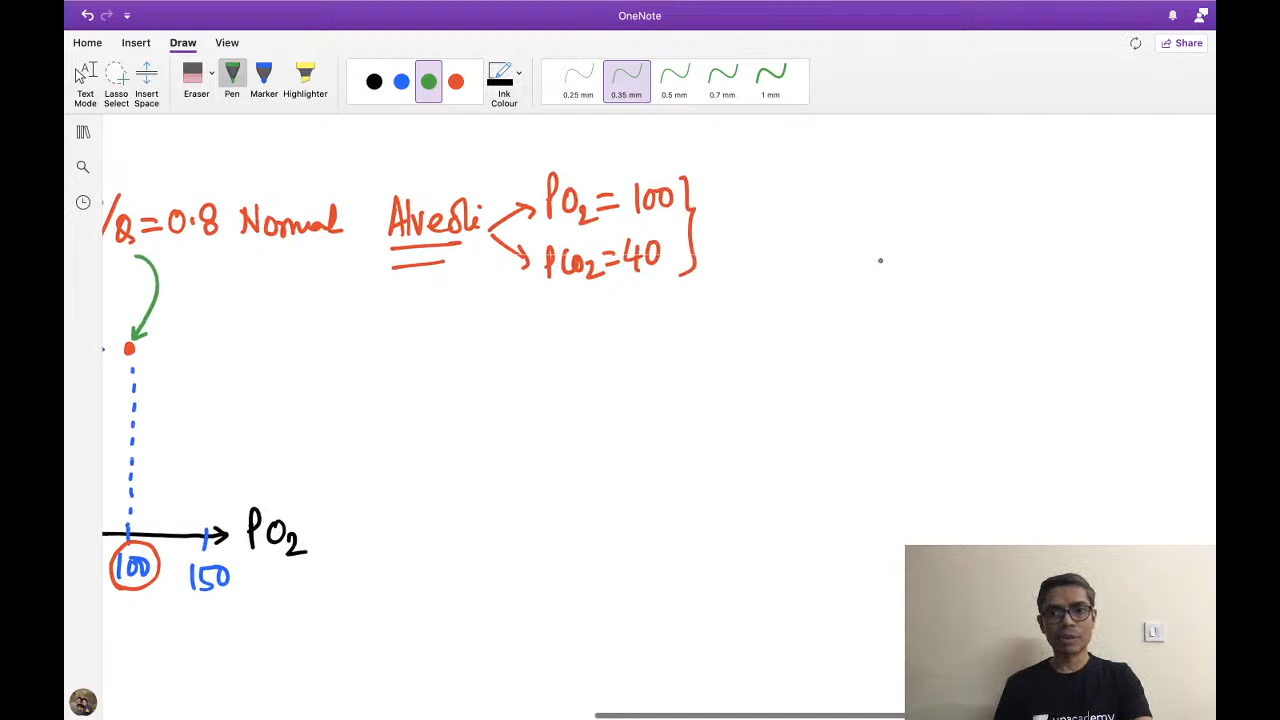 OneNote
Home Insert Draw View
Share
Text Mode
Lasso Select
Insert Space
Eraser
Pen
Marker
Highlighter
Ink Colour
0.25 mm
0.35 mm
0.5 mm
0.7 mm
1 mm
/Q = 0.8 Normal Alveoli
PO2 = 100
PCO2 = 40
PO2
100
150